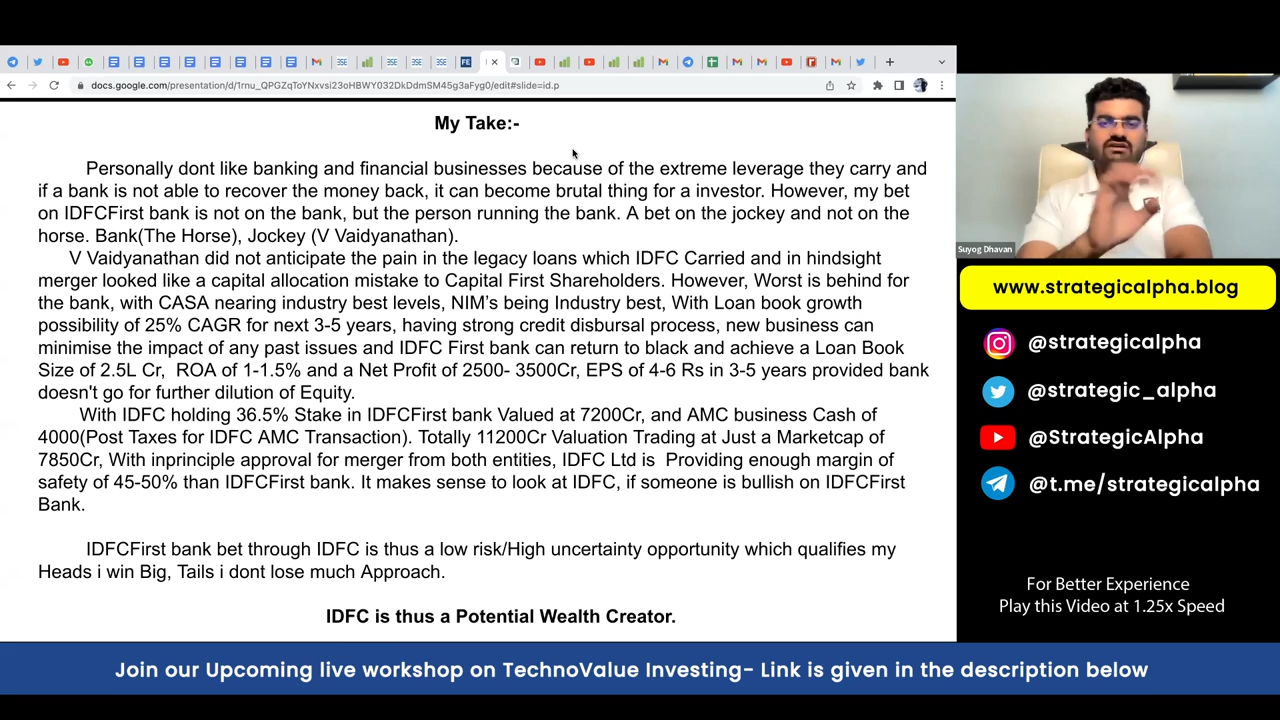 docs.google.com/presentation/d/1rnu_QPGZqToYNxvsi23oHBWY032DkDdmSM45g3aFyg0/edit#slide=id.p
My Take:-
Personally dont like banking and financial businesses because of the extreme leverage they carry and
if a bank is not able to recover the money back, it can become brutal thing for a investor. However, my bet
on IDFCFirst bank is not on the bank, but the person running the bank. A bet on the jockey and not on the
horse. Bank(The Horse), Jockey (V Vaidyanathan).
V Vaidyanathan did not anticipate the pain in the legacy loans which IDFC Carried and in hindsight
merger looked like a capital allocation mistake to Capital First Shareholders. However, Worst is behind for
the bank, with CASA nearing industry best levels, NIM's being Industry best, With Loan book growth
possibility of 25% CAGR for next 3-5 years, having strong credit disbursal process, new business can
minimise the impact of any past issues and IDFC First bank can return to black and achieve a Loan Book
Size of 2.5L Cr,  ROA of 1-1.5% and a Net Profit of 2500- 3500Cr, EPS of 4-6 Rs in 3-5 years provided bank
doesn't go for further dilution of Equity.
With IDFC holding 36.5% Stake in IDFCFirst bank Valued at 7200Cr, and AMC business Cash of
4000(Post Taxes for IDFC AMC Transaction). Totally 11200Cr Valuation Trading at Just a Marketcap of
7850Cr, With inprinciple approval for merger from both entities, IDFC Ltd is  Providing enough margin of
safety of 45-50% than IDFCFirst bank. It makes sense to look at IDFC, if someone is bullish on IDFCFirst
Bank.
IDFCFirst bank bet through IDFC is thus a low risk/High uncertainty opportunity which qualifies my
Heads i win Big, Tails i dont lose much Approach.
IDFC is thus a Potential Wealth Creator.
Suyog Dhavan
www.strategicalpha.blog
@strategicalpha
@strategic_alpha
@StrategicAlpha
@t.me/strategicalpha
For Better Experience
Play this Video at 1.25x Speed
Join our Upcoming live workshop on TechnoValue Investing- Link is given in the description below